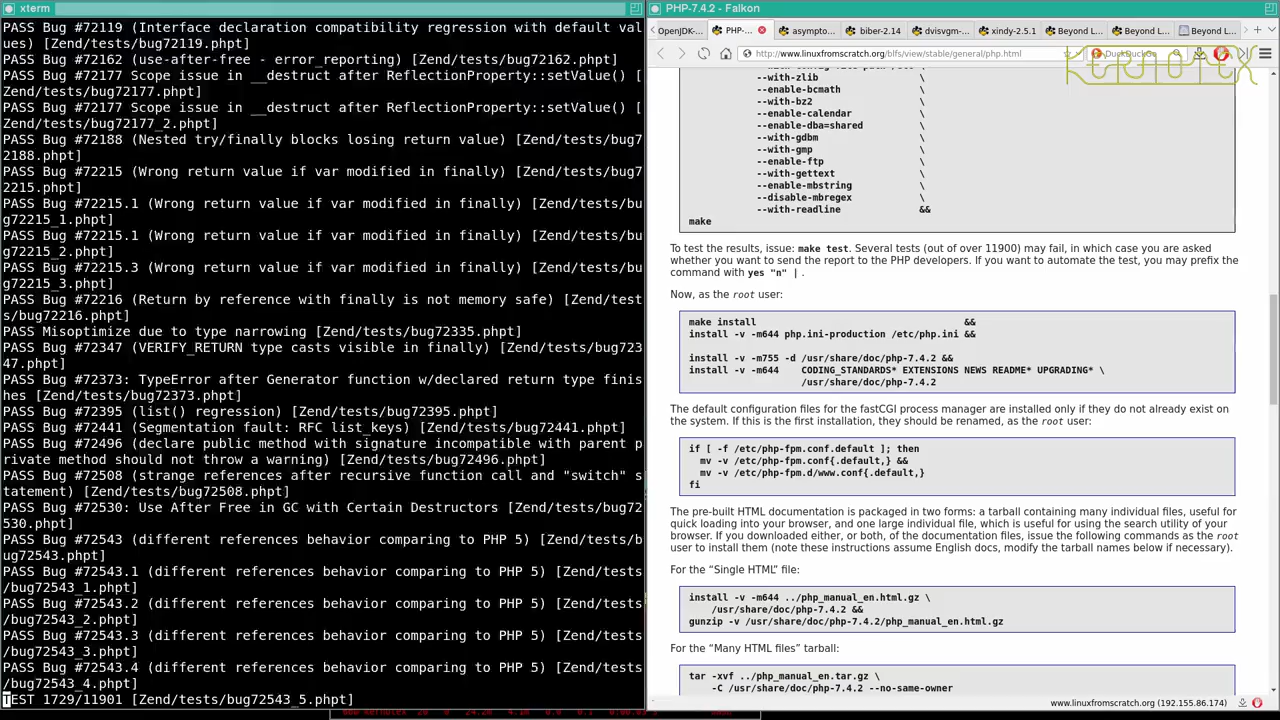 xterm
PASS Bug #72119 (Interface declaration compatibility regression with default val
ues) [Zend/tests/bug72119.phpt]
PASS Bug #72162 (use-after-free - error_reporting) [Zend/tests/bug72162.phpt]
PASS Bug #72177 Scope issue in __destruct after ReflectionProperty::setValue() [
Zend/tests/bug72177.phpt]
PASS Bug #72177 Scope issue in __destruct after ReflectionProperty::setValue() [
Zend/tests/bug72177_2.phpt]
PASS Bug #72188 (Nested try/finally blocks losing return value) [Zend/tests/bug7
2188.phpt]
PASS Bug #72215 (Wrong return value if var modified in finally) [Zend/tests/bug7
2215.phpt]
PASS Bug #72215.1 (Wrong return value if var modified in finally) [Zend/tests/bu
g72215_1.phpt]
PASS Bug #72215.1 (Wrong return value if var modified in finally) [Zend/tests/bu
g72215_2.phpt]
PASS Bug #72215.3 (Wrong return value if var modified in finally) [Zend/tests/bu
g72215_3.phpt]
PASS Bug #72216 (Return by reference with finally is not memory safe) [Zend/test
s/bug72216.phpt]
PASS Misoptimize due to type narrowing [Zend/tests/bug72335.phpt]
PASS Bug #72347 (VERIFY_RETURN type casts visible in finally) [Zend/tests/bug723
47.phpt]
PASS Bug #72373: TypeError after Generator function w/declared return type finis
hes [Zend/tests/bug72373.phpt]
PASS Bug #72395 (list() regression) [Zend/tests/bug72395.phpt]
PASS Bug #72441 (Segmentation fault: RFC list_keys) [Zend/tests/bug72441.phpt]
PASS Bug #72496 (declare public method with signature incompatible with parent p
rivate method should not throw a warning) [Zend/tests/bug72496.phpt]
PASS Bug #72508 (strange references after recursive function call and "switch" s
tatement) [Zend/tests/bug72508.phpt]
PASS Bug #72530: Use After Free in GC with Certain Destructors [Zend/tests/bug72
530.phpt]
PASS Bug #72543 (different references behavior comparing to PHP 5) [Zend/tests/b
ug72543.phpt]
PASS Bug #72543.1 (different references behavior comparing to PHP 5) [Zend/tests
/bug72543_1.phpt]
PASS Bug #72543.2 (different references behavior comparing to PHP 5) [Zend/tests
/bug72543_2.phpt]
PASS Bug #72543.3 (different references behavior comparing to PHP 5) [Zend/tests
/bug72543_3.phpt]
PASS Bug #72543.4 (different references behavior comparing to PHP 5) [Zend/tests
/bug72543_4.phpt]
TEST 1729/11901 [Zend/tests/bug72543_5.phpt]
PHP-7.4.2 - Falkon
OpenJDK- PHP-... asympto... biber-2.14 dvisvgm-... xindy-2.5.1 Beyond L... Beyond L... Beyond L...
http://www.linuxfromscratch.org/blfs/view/stable/general/php.html DuckDuckGo
KERNOTEX
--with-zlib \
--enable-bcmath \
--with-bz2 \
--enable-calendar \
--enable-dba=shared \
--with-gdbm \
--with-gmp \
--enable-ftp \
--with-gettext \
--enable-mbstring \
--disable-mbregex \
--with-readline &&
make
To test the results, issue: make test. Several tests (out of over 11900) may fail, in which case you are asked
whether you want to send the report to the PHP developers. If you want to automate the test, you may prefix the
command with yes "n" | .
Now, as the root user:
make install &&
install -v -m644 php.ini-production /etc/php.ini &&
install -v -m755 -d /usr/share/doc/php-7.4.2 &&
install -v -m644 CODING_STANDARDS* EXTENSIONS NEWS README* UPGRADING* \
/usr/share/doc/php-7.4.2
The default configuration files for the fastCGI process manager are installed only if they do not already exist on
the system. If this is the first installation, they should be renamed, as the root user:
if [ -f /etc/php-fpm.conf.default ]; then
mv -v /etc/php-fpm.conf{.default,} &&
mv -v /etc/php-fpm.d/www.conf{.default,}
fi
The pre-built HTML documentation is packaged in two forms: a tarball containing many individual files, useful for
quick loading into your browser, and one large individual file, which is useful for using the search utility of your
browser. If you downloaded either, or both, of the documentation files, issue the following commands as the root
user to install them (note these instructions assume English docs, modify the tarball names below if necessary).
For the “Single HTML” file:
install -v -m644 ../php_manual_en.html.gz \
/usr/share/doc/php-7.4.2 &&
gunzip -v /usr/share/doc/php-7.4.2/php_manual_en.html.gz
For the “Many HTML files” tarball:
tar -xvf ../php_manual_en.tar.gz \
-C /usr/share/doc/php-7.4.2 --no-same-owner
www.linuxfromscratch.org (192.155.86.174)